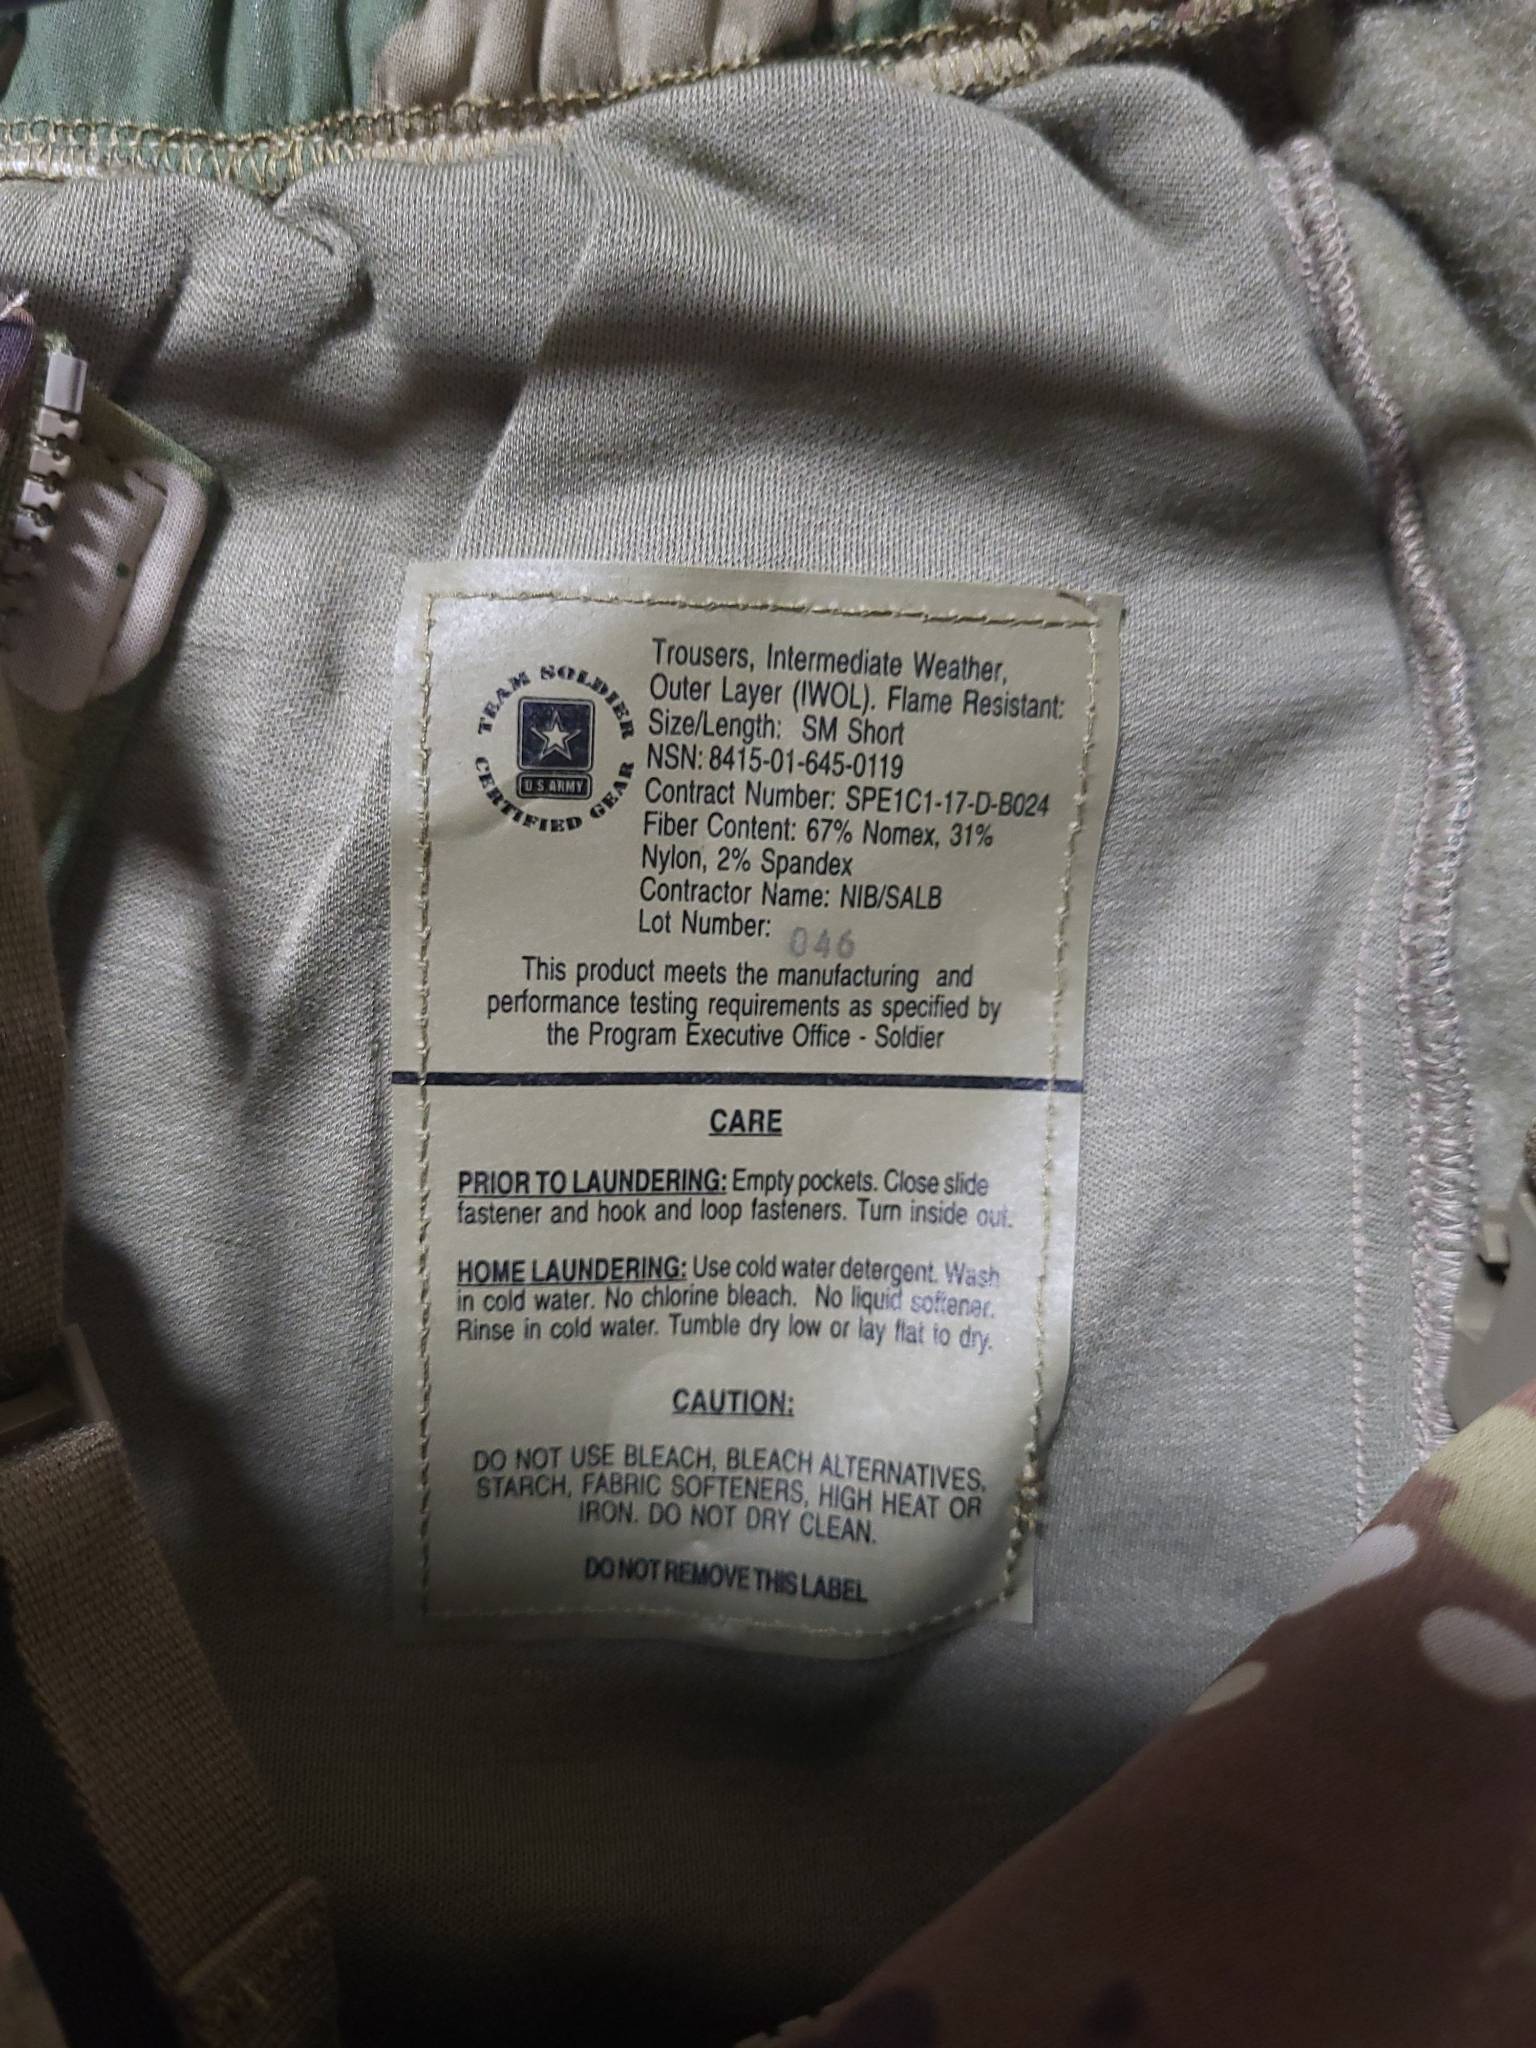 TEAM SOLDIER
U S ARMY
CERTIFIED GEAR
Trousers, Intermediate Weather,
Outer Layer (IWOL). Flame Resistant:
Size/Length: SM Short
NSN: 8415-01-645-0119
Contract Number: SPE1C1-17-D-B024
Fiber Content: 67% Nomex, 31%
Nylon, 2% Spandex
Contractor Name: NIB/SALB
Lot Number: 046
This product meets the manufacturing and
performance testing requirements as specified by
the Program Executive Office - Soldier
CARE
PRIOR TO LAUNDERING: Empty pockets. Close slide
fastener and hook and loop fasteners. Turn inside out.
HOME LAUNDERING: Use cold water detergent. Wash
in cold water. No chlorine bleach. No liquid softener.
Rinse in cold water. Tumble dry low or lay flat to dry.
CAUTION:
DO NOT USE BLEACH, BLEACH ALTERNATIVES,
STARCH, FABRIC SOFTENERS, HIGH HEAT OR
IRON. DO NOT DRY CLEAN.
DO NOT REMOVE THIS LABEL